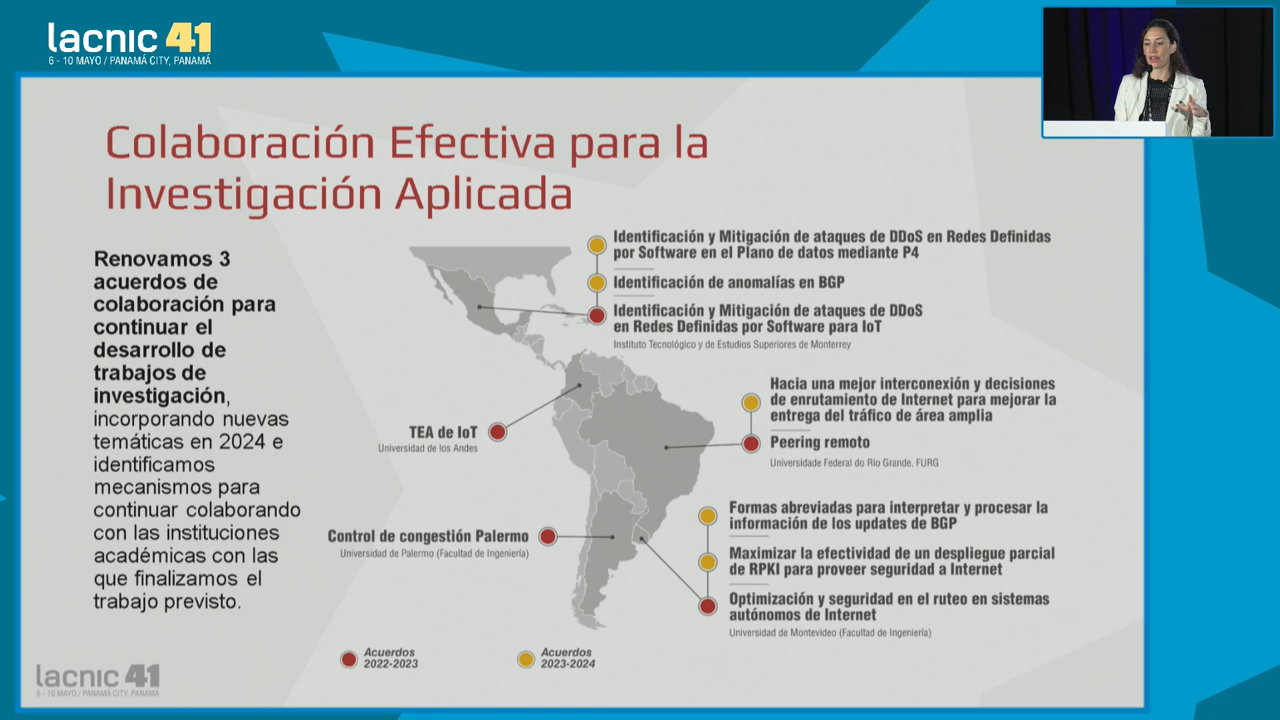 lacnic 41
6 - 10 MAYO / PANAMÁ CITY, PANAMÁ
Colaboración Efectiva para la
Investigación Aplicada
Renovamos 3
acuerdos de
colaboración para
continuar el
desarrollo de
trabajos de
investigación,
incorporando nuevas
temáticas en 2024 e
identificamos
mecanismos para
continuar colaborando
con las instituciones
académicas con las
que finalizamos el
trabajo previsto.
Identificación y Mitigación de ataques de DDoS en Redes Definidas
por Software en el Plano de datos mediante P4
Identificación de anomalías en BGP
Identificación y Mitigación de ataques de DDoS
en Redes Definidas por Software para IoT
Instituto Tecnológico y de Estudios Superiores de Monterrey
Hacia una mejor interconexión y decisiones
de enrutamiento de Internet para mejorar la
entrega del tráfico de área amplia
Peering remoto
Universidade Federal do Rio Grande, FURG
TEA de IoT
Universidad de los Andes
Control de congestión Palermo
Universidad de Palermo (Facultad de Ingeniería)
Formas abreviadas para interpretar y procesar la
información de los updates de BGP
Maximizar la efectividad de un despliegue parcial
de RPKI para proveer seguridad a Internet
Optimización y seguridad en el ruteo en sistemas
autónomos de Internet
Universidad de Montevideo (Facultad de Ingeniería)
Acuerdos
2022-2023
Acuerdos
2023-2024
lacnic 41
6 - 10 MAYO / PANAMÁ CITY, PANAMÁ